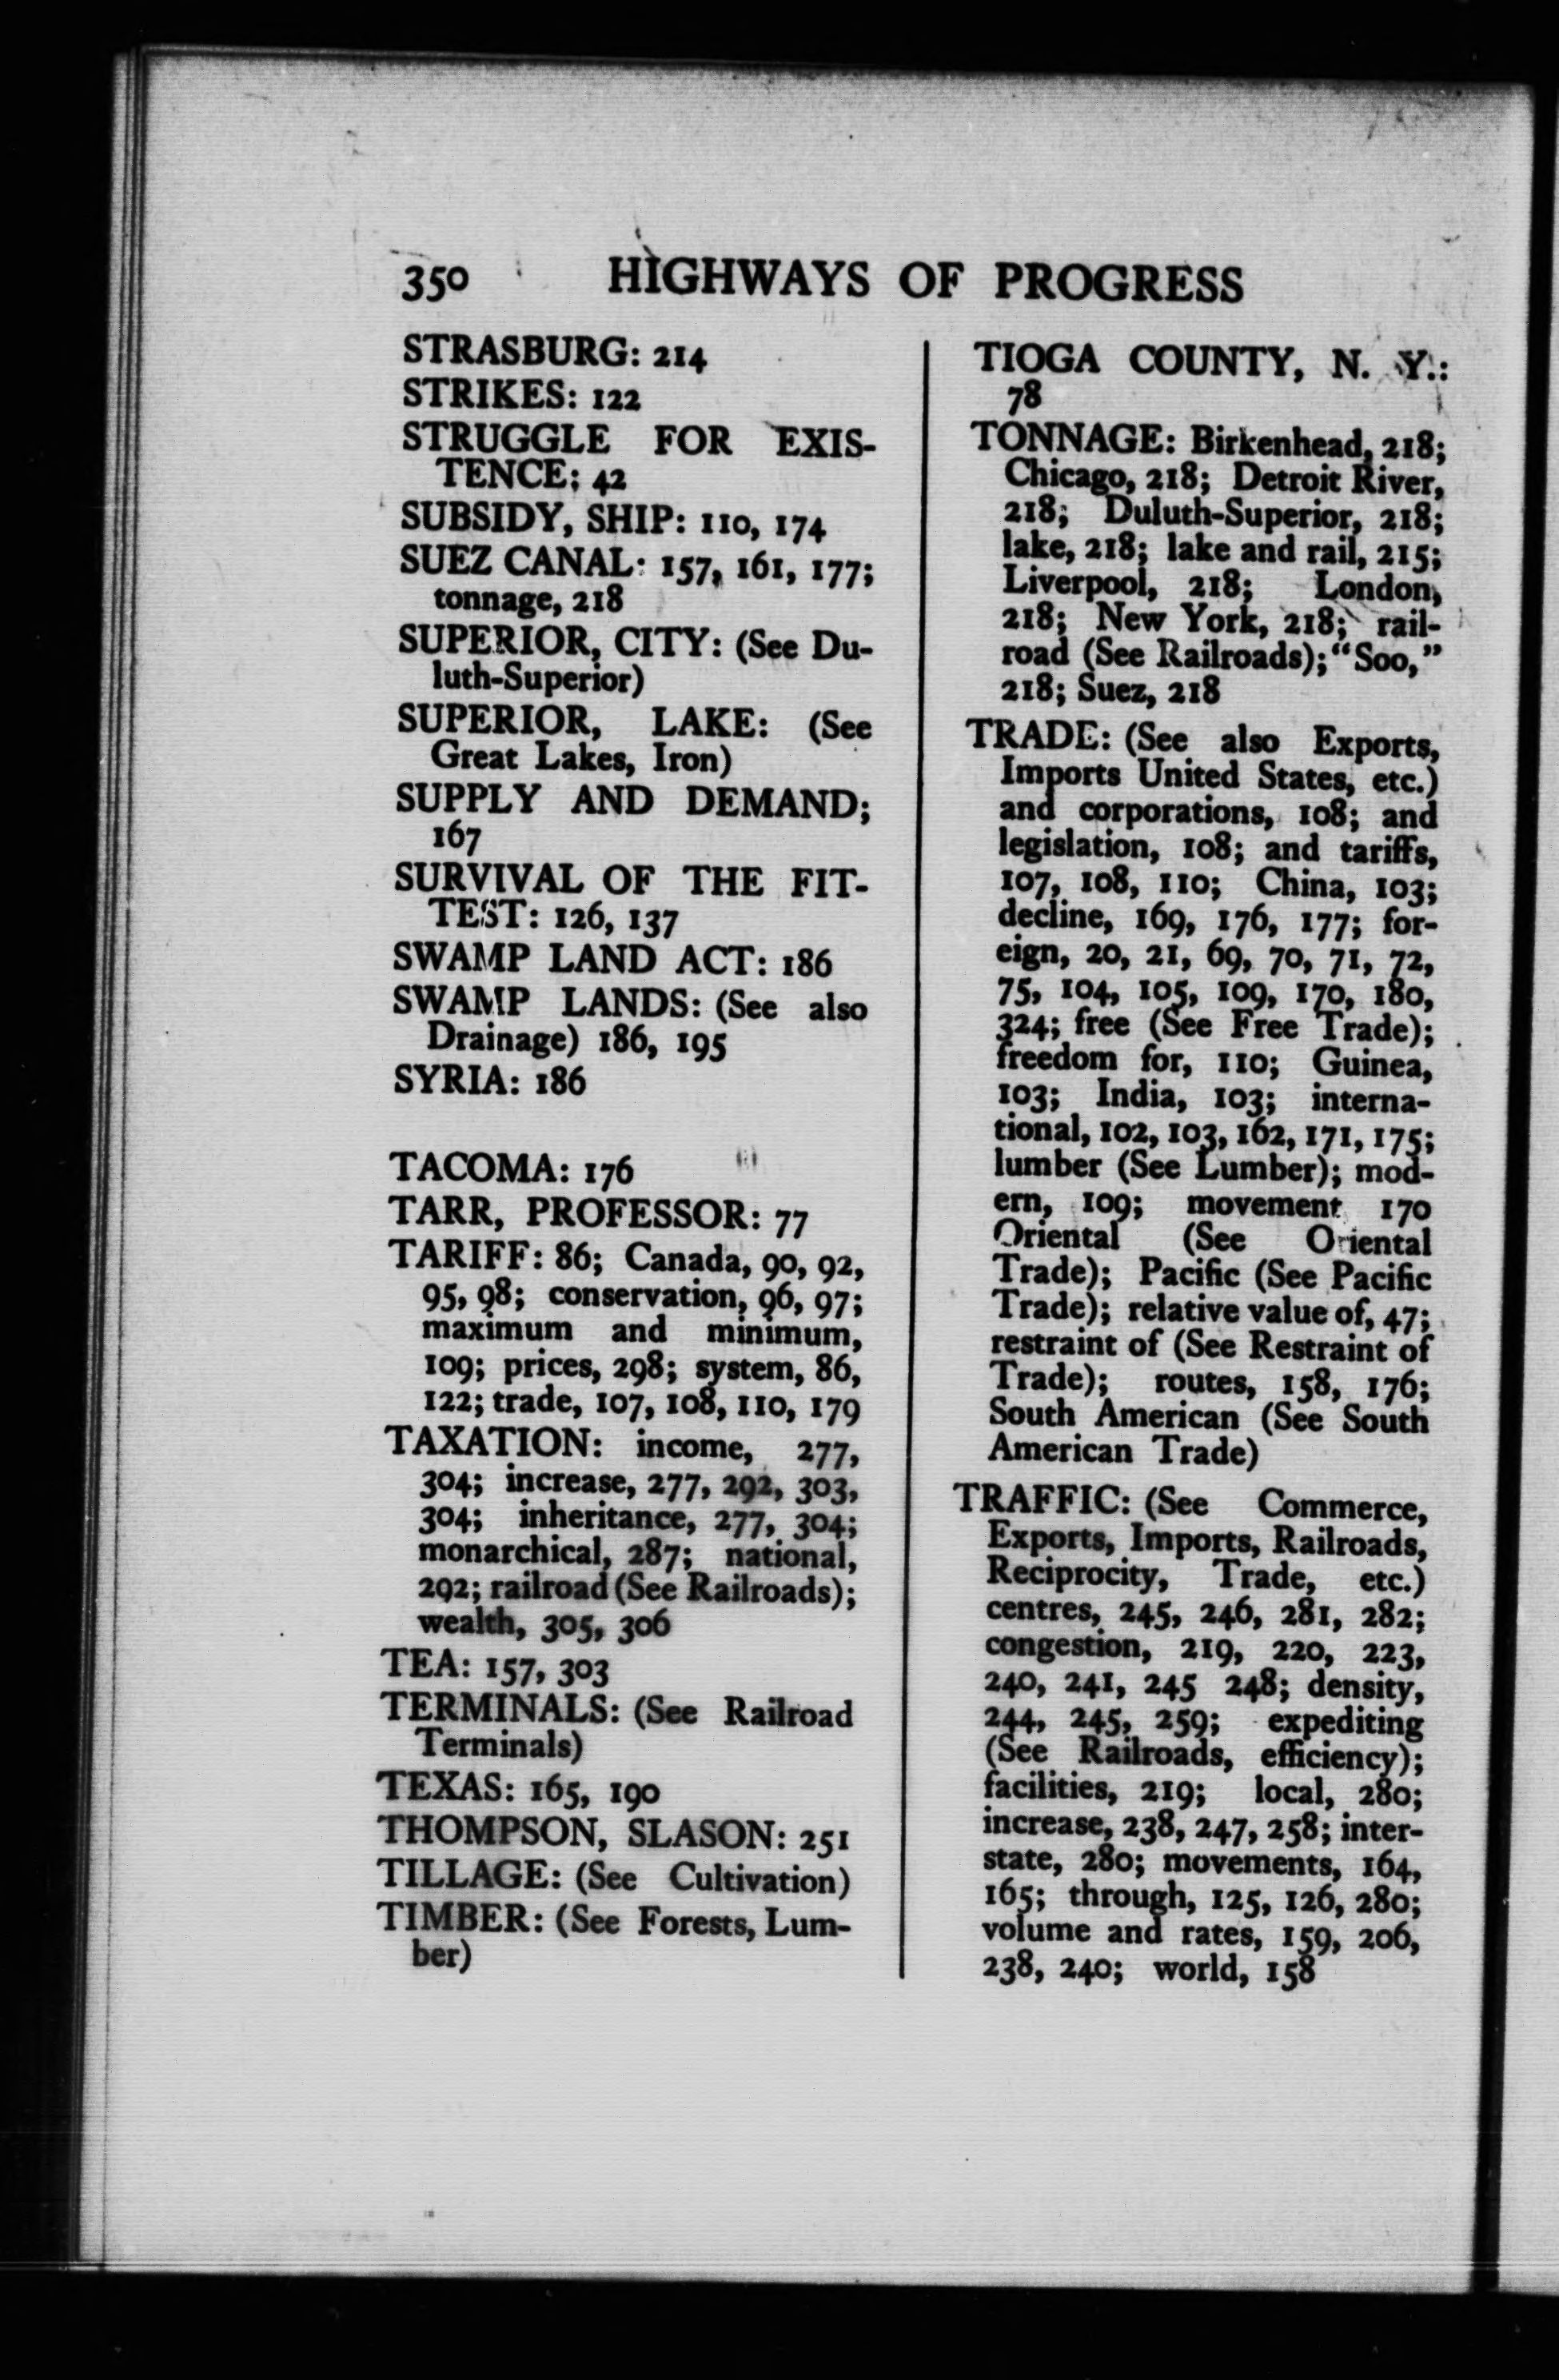 350 HIGHWAYS OF PROGRESS
STRASBURG: 214
STRIKES: 122
STRUGGLE FOR EXIS-
TENCE; 42
SUBSIDY, SHIP: 110, 174
SUEZ CANAL: 157, 161, 177;
tonnage, 218
SUPERIOR, CITY: (See Du-
luth-Superior)
SUPERIOR, LAKE: (See
Great Lakes, Iron)
SUPPLY AND DEMAND;
167
SURVIVAL OF THE FIT-
TEST: 126, 137
SWAMP LAND ACT: 186
SWAMP LANDS: (See also
Drainage) 186, 195
SYRIA: 186
TACOMA: 176
TARR, PROFESSOR: 77
TARIFF: 86; Canada, 90, 92,
95, 98; conservation, 96, 97;
maximum and minimum,
109; prices, 298; system, 86,
122; trade, 107, 108, 110, 179
TAXATION: income, 277,
304; increase, 277, 292, 303,
304; inheritance, 277, 304;
monarchical, 287; national,
292; railroad (See Railroads);
wealth, 305, 306
TEA: 157, 303
TERMINALS: (See Railroad
Terminals)
TEXAS: 165, 190
THOMPSON, SLASON: 251
TILLAGE: (See Cultivation)
TIMBER: (See Forests, Lum-
ber)
TIOGA COUNTY, N. Y.:
78
TONNAGE: Birkenhead, 218;
Chicago, 218; Detroit River,
218; Duluth-Superior, 218;
lake, 218; lake and rail, 215;
Liverpool, 218; London,
218; New York, 218; rail-
road (See Railroads); "Soo,"
218; Suez, 218
TRADE: (See also Exports,
Imports United States, etc.)
and corporations, 108; and
legislation, 108; and tariffs,
107, 108, 110; China, 103;
decline, 169, 176, 177; for-
eign, 20, 21, 69, 70, 71, 72,
75, 104, 105, 109, 170, 180,
324; free (See Free Trade);
freedom for, 110; Guinea,
103; India, 103; interna-
tional, 102, 103, 162, 171, 175;
lumber (See Lumber); mod-
ern, 109; movement 170
Oriental (See Oriental
Trade); Pacific (See Pacific
Trade); relative value of, 47;
restraint of (See Restraint of
Trade); routes, 158, 176;
South American (See South
American Trade)
TRAFFIC: (See Commerce,
Exports, Imports, Railroads,
Reciprocity, Trade, etc.)
centres, 245, 246, 281, 282;
congestion, 219, 220, 223,
240, 241, 245 248; density,
244, 245, 259; expediting
(See Railroads, efficiency);
facilities, 219; local, 280;
increase, 238, 247, 258; inter-
state, 280; movements, 164,
165; through, 125, 126, 280;
volume and rates, 159, 206,
238, 240; world, 158